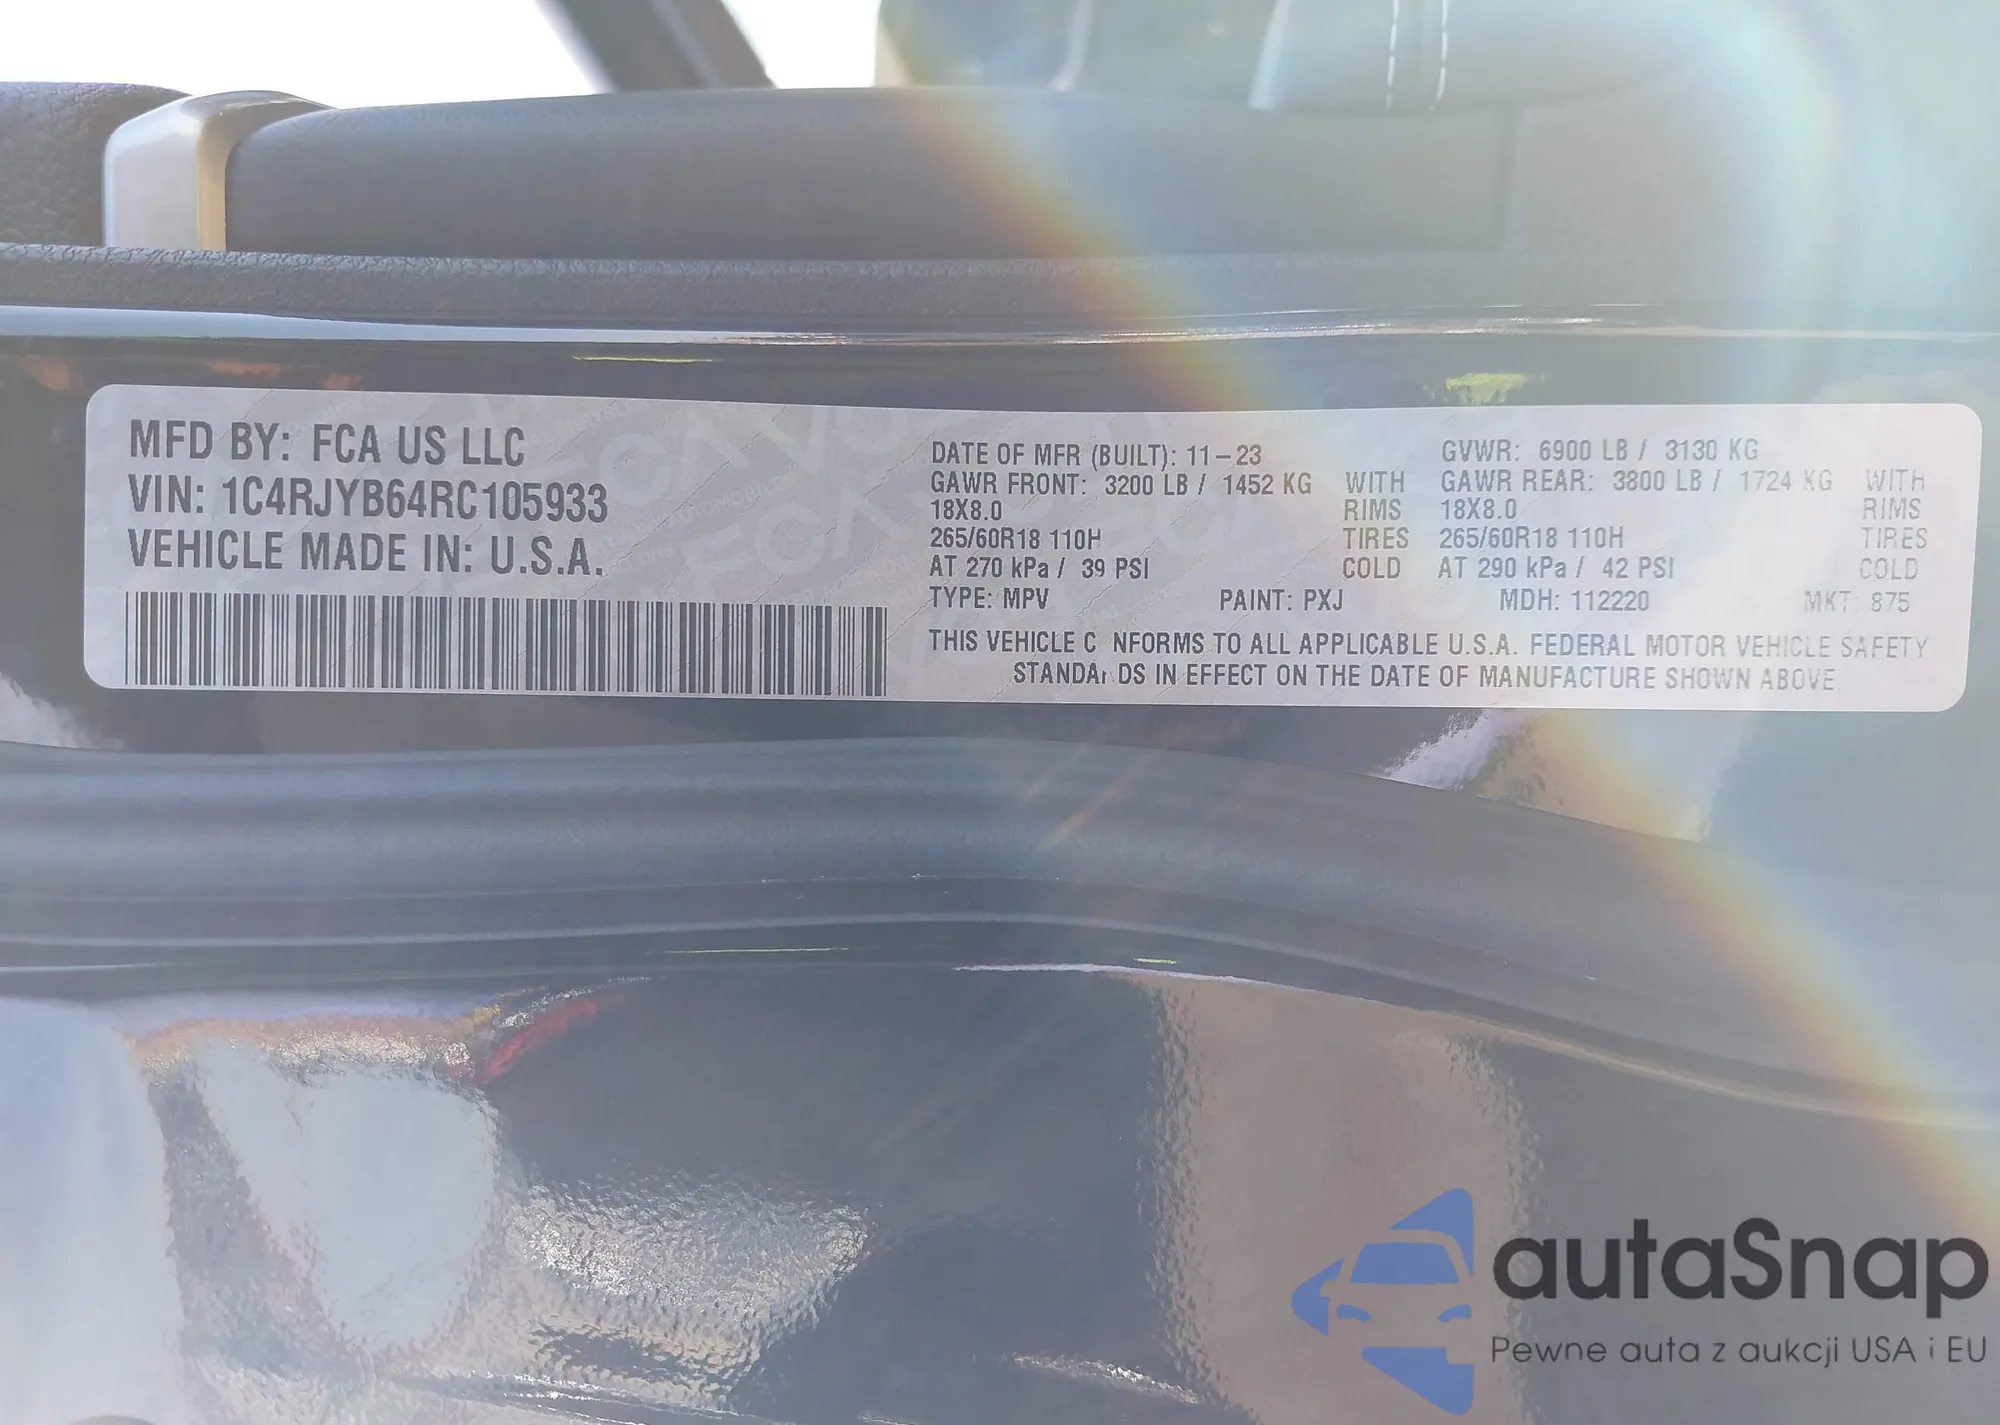 MFD BY: FCA US LLC
VIN: 1C4RJYB64RC105933
VEHICLE MADE IN: U.S.A.
DATE OF MFR (BUILT): 11-23 GVWR: 6900 LB / 3130 KG
GAWR FRONT: 3200 LB / 1452 KG WITH GAWR REAR: 3800 LB / 1724 KG WITH
18X8.0 RIMS 18X8.0 RIMS
265/60R18 110H TIRES 265/60R18 110H TIRES
AT 270 kPa / 39 PSI COLD AT 290 kPa / 42 PSI COLD
TYPE: MPV PAINT: PXJ MDH: 112220 MKT: 875
THIS VEHICLE C NFORMS TO ALL APPLICABLE U.S.A. FEDERAL MOTOR VEHICLE SAFETY
STANDAr DS IN EFFECT ON THE DATE OF MANUFACTURE SHOWN ABOVE.
autaSnap
Pewne auta z aukcji USA i EU